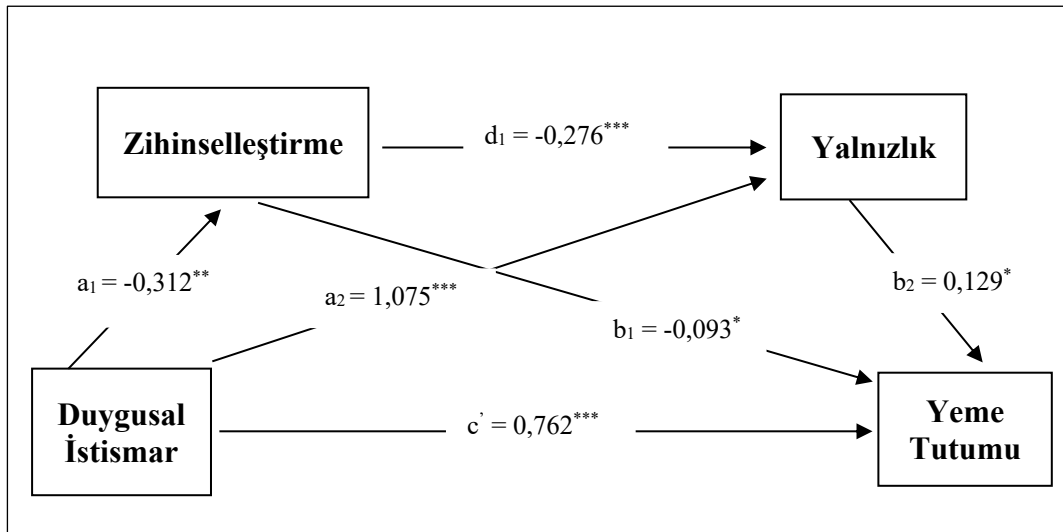 Zihinselleştirme
d₁ = -0,276***
Yalnızlık
a₁ = -0,312**
a₂ = 1,075***
b₁ = -0,093*
b₂ = 0,129*
Duygusal
İstismar
c’ = 0,762***
Yeme
Tutumu